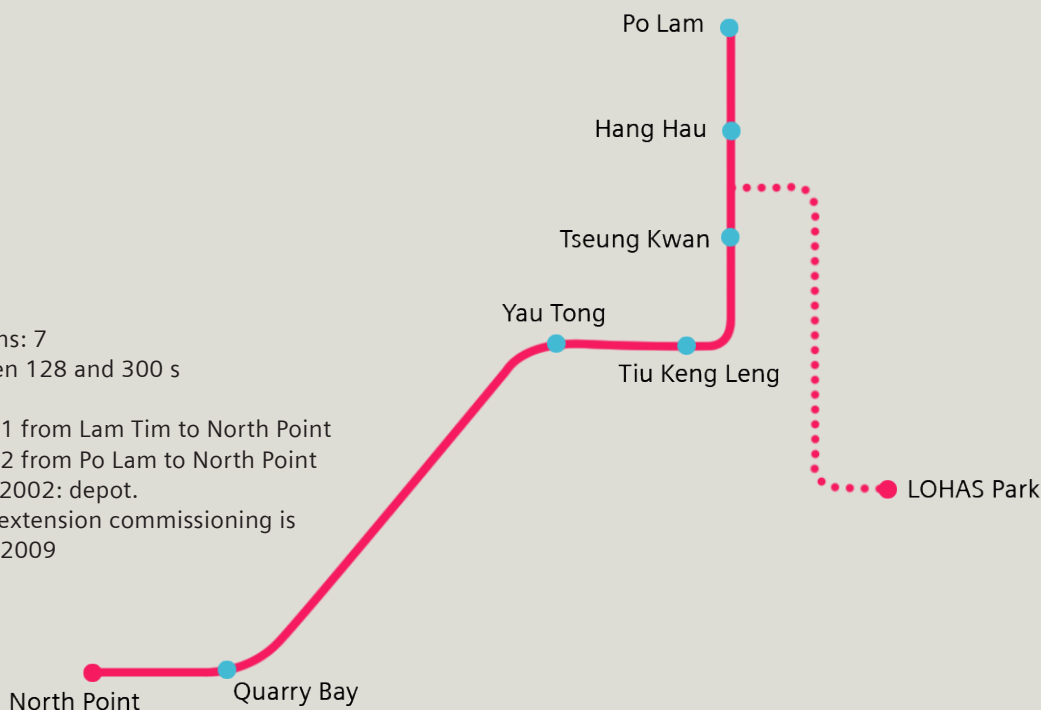 Po Lam
Hang Hau
Tseung Kwan
Yau Tong
Tiu Keng Leng
ns: 7
en 128 and 300 s
1 from Lam Tim to North Point
2 from Po Lam to North Point
2002: depot.
extension commissioning is
2009
LOHAS Park
Quarry Bay
North Point